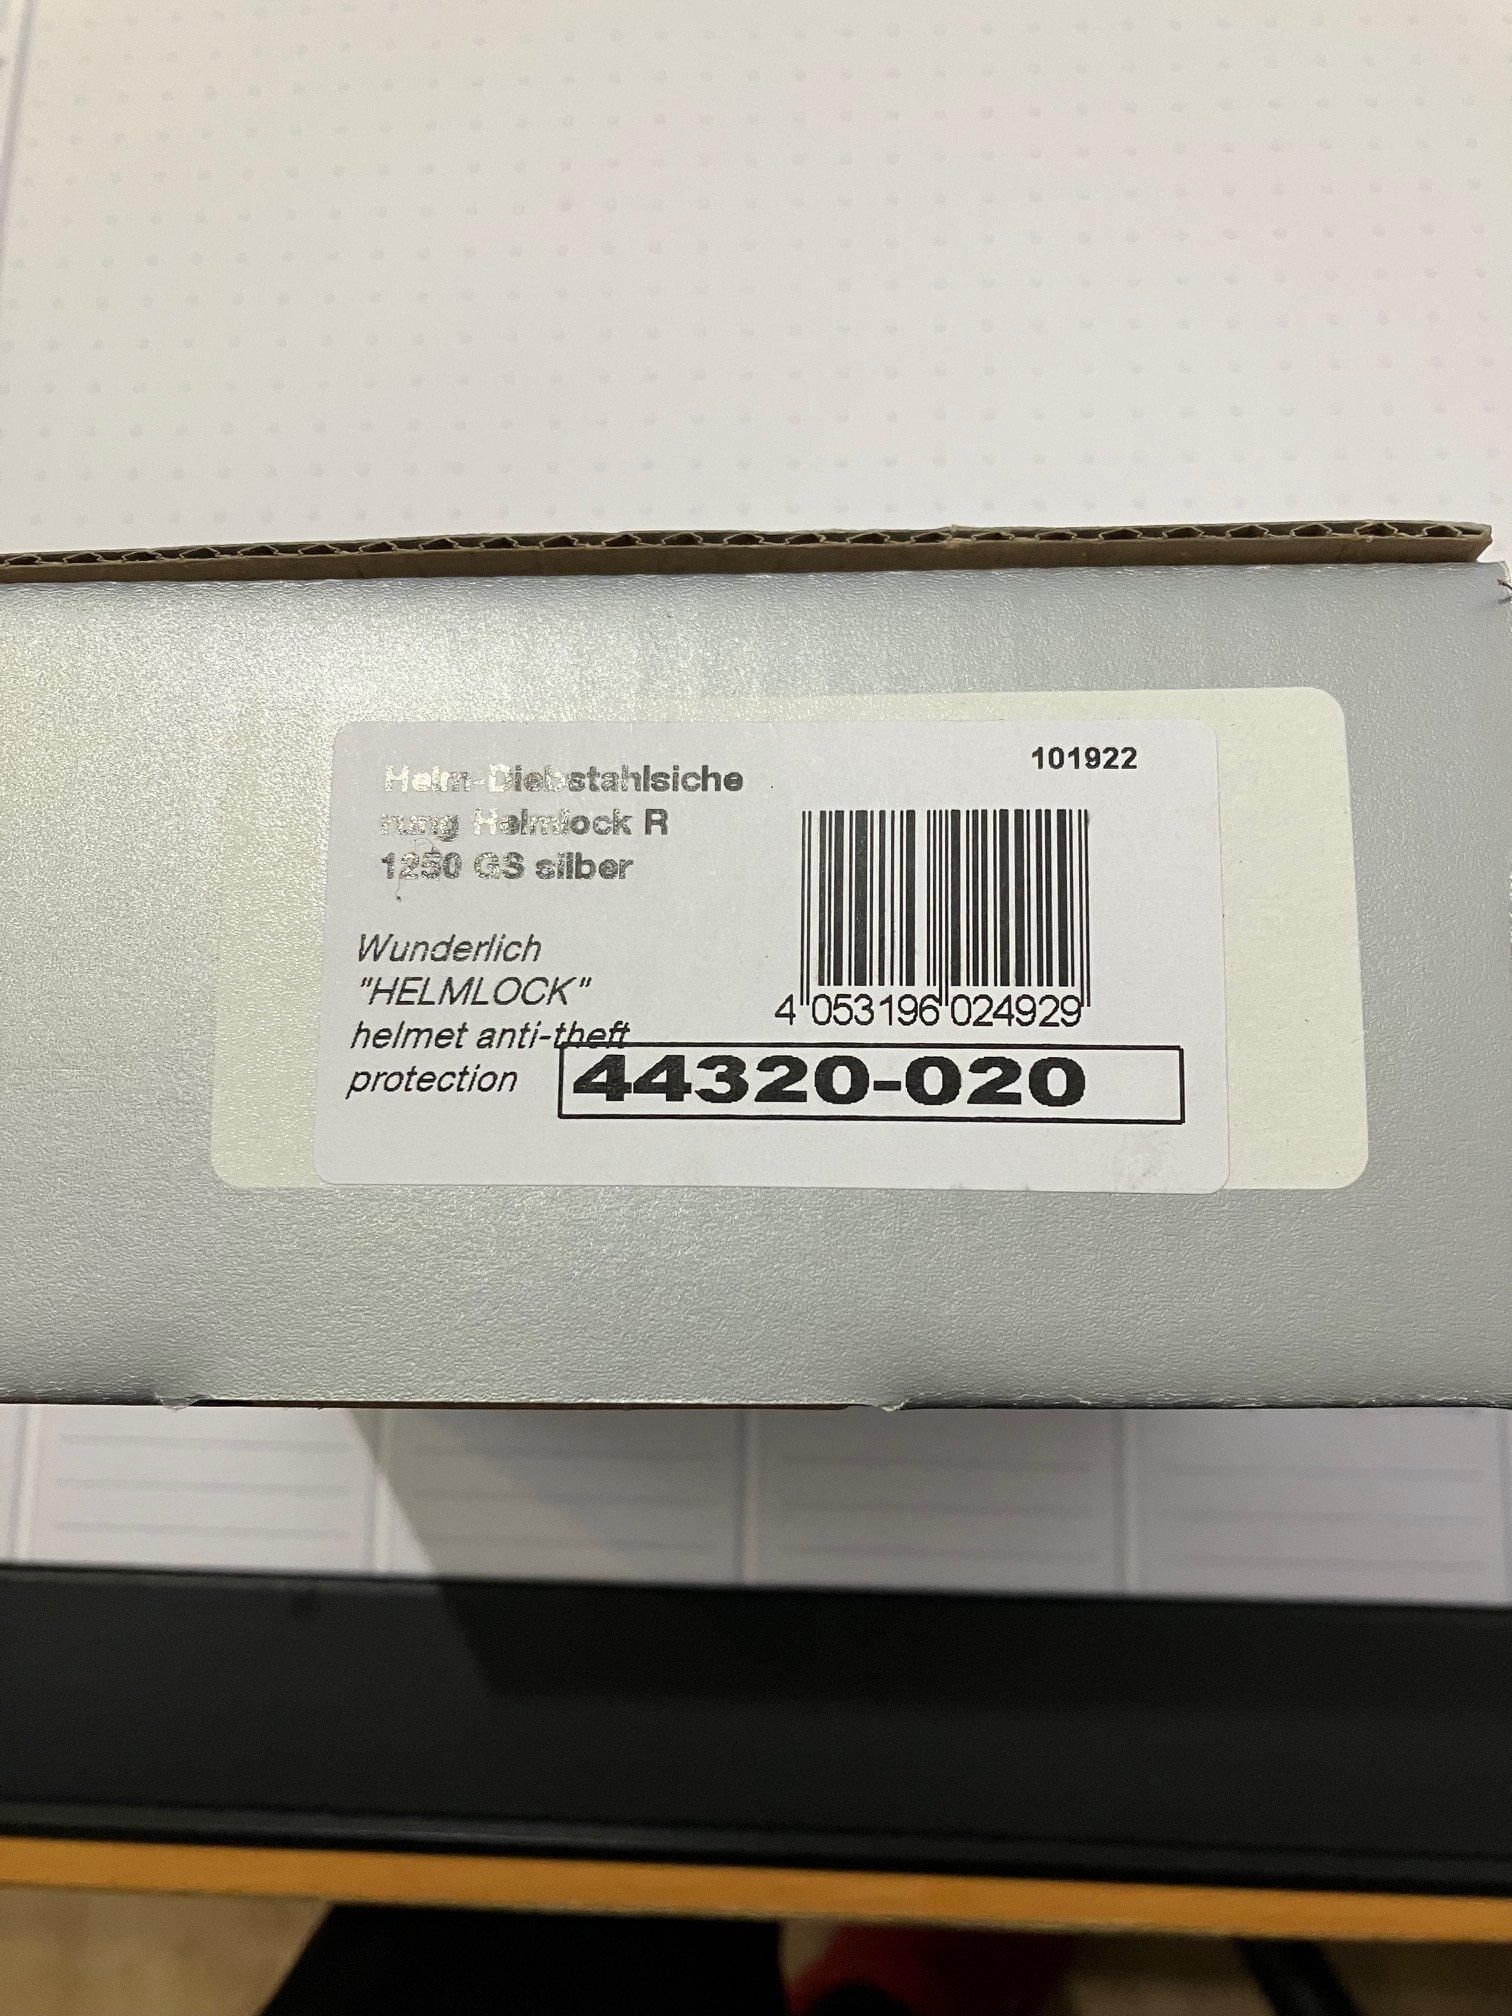 Helm-Diebstahlsiche
rung Helmlock R
1250 GS silber
101922
4 053196 024929
Wunderlich
"HELMLOCK"
helmet anti-theft
protection
44320-020